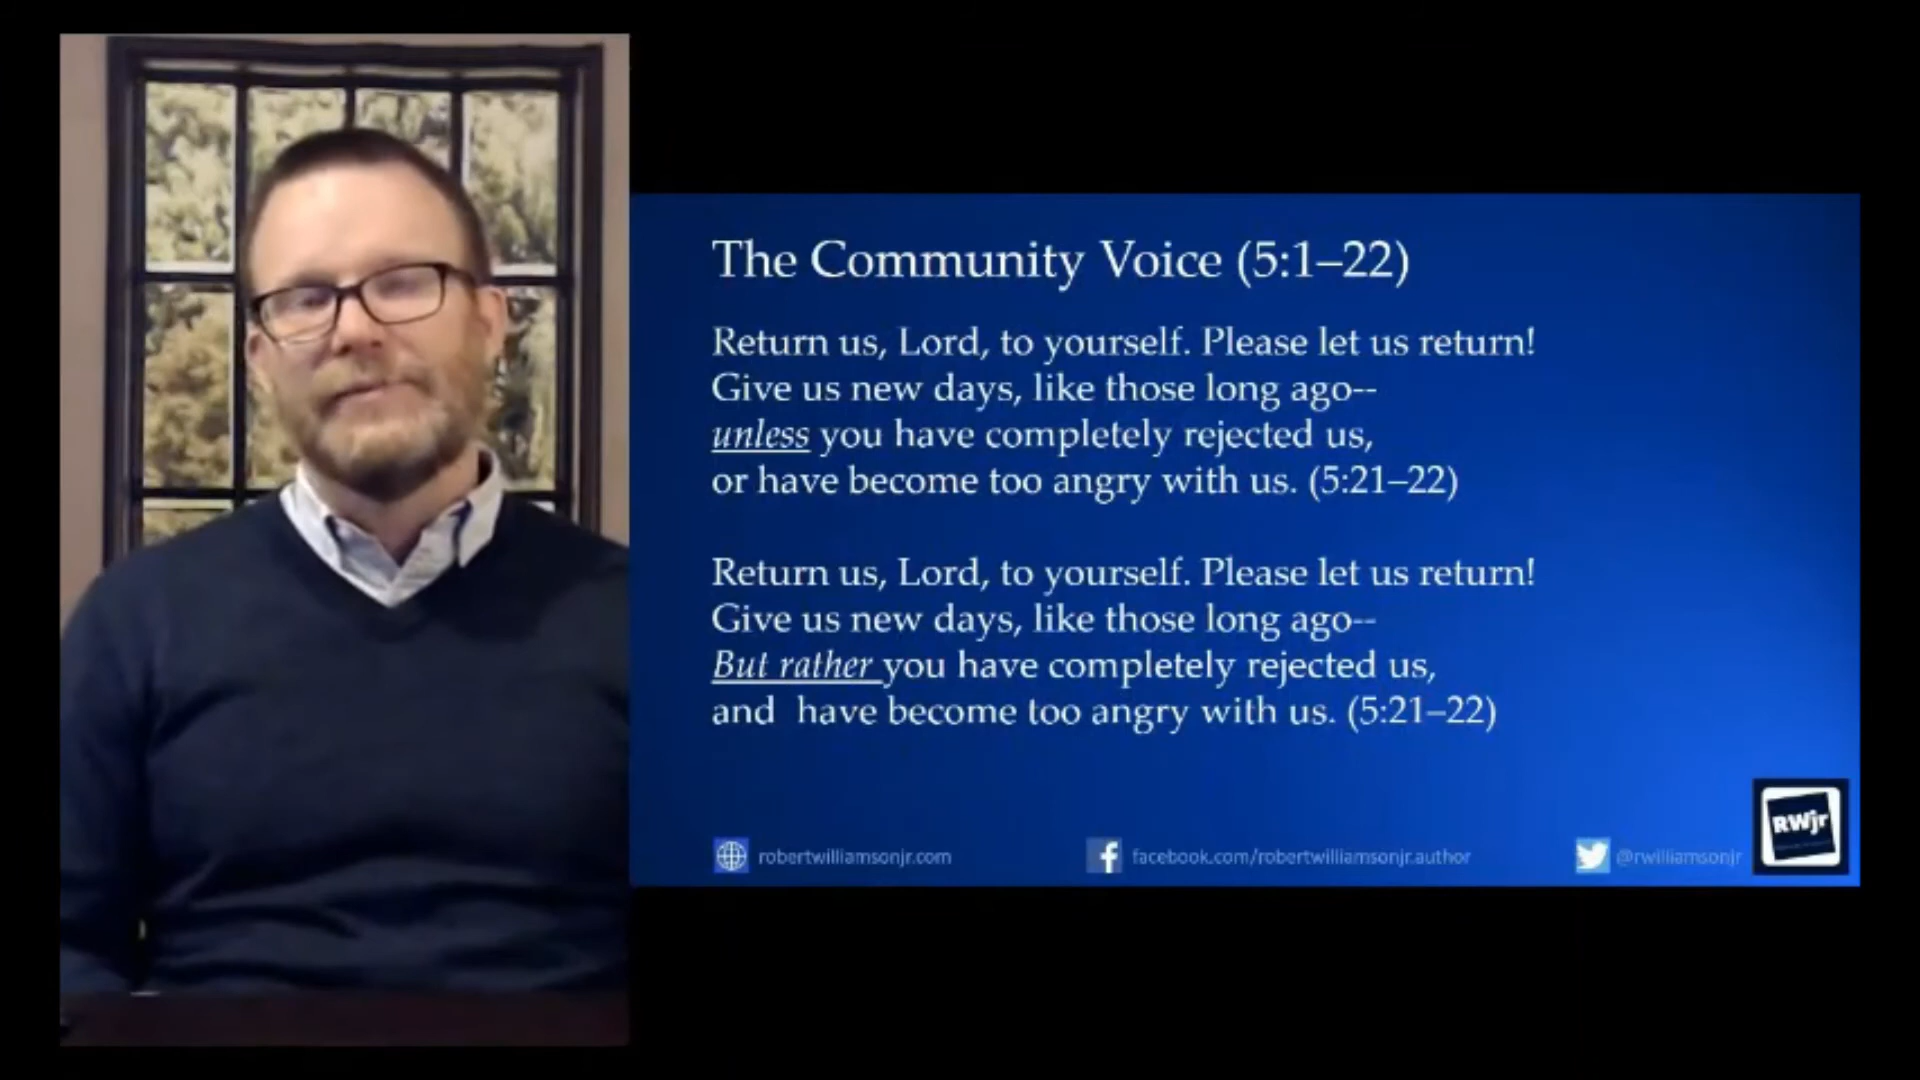 The Community Voice (5:1–22)
Return us, Lord, to yourself. Please let us return!
Give us new days, like those long ago--
unless you have completely rejected us,
or have become too angry with us. (5:21–22)
Return us, Lord, to yourself. Please let us return!
Give us new days, like those long ago--
But rather you have completely rejected us,
and  have become too angry with us. (5:21–22)
robertwilliamsonjr.com
facebook.com/robertwilliamsonjr.author
@rwilliamsonjr
RWjr